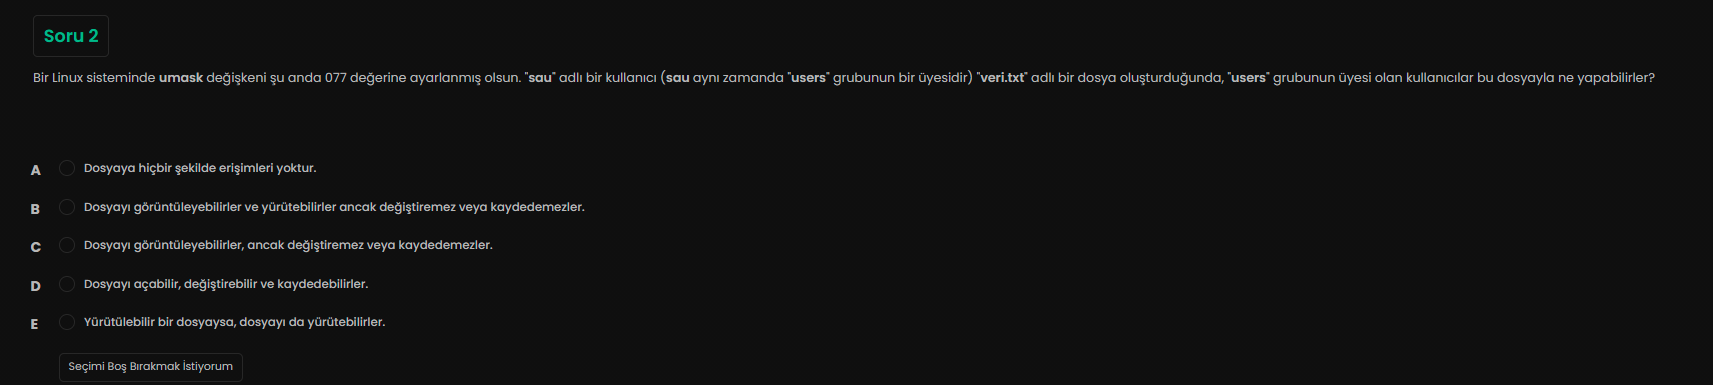 Soru 2
Bir Linux sisteminde umask değişkeni şu anda 077 değerine ayarlanmış olsun. "sau" adlı bir kullanıcı (sau aynı zamanda "users" grubunun bir üyesidir) "veri.txt" adlı bir dosya oluşturduğunda, "users" grubunun üyesi olan kullanıcılar bu dosyayla ne yapabilirler?
A Dosyaya hiçbir şekilde erişimleri yoktur.
B Dosyayı görüntüleyebilirler ve yürütebilirler ancak değiştiremez veya kaydedemezler.
C Dosyayı görüntüleyebilirler, ancak değiştiremez veya kaydedemezler.
D Dosyayı açabilir, değiştirebilir ve kaydedebilirler.
E Yürütülebilir bir dosyaysa, dosyayı da yürütebilirler.
Seçimi Boş Bırakmak İstiyorum